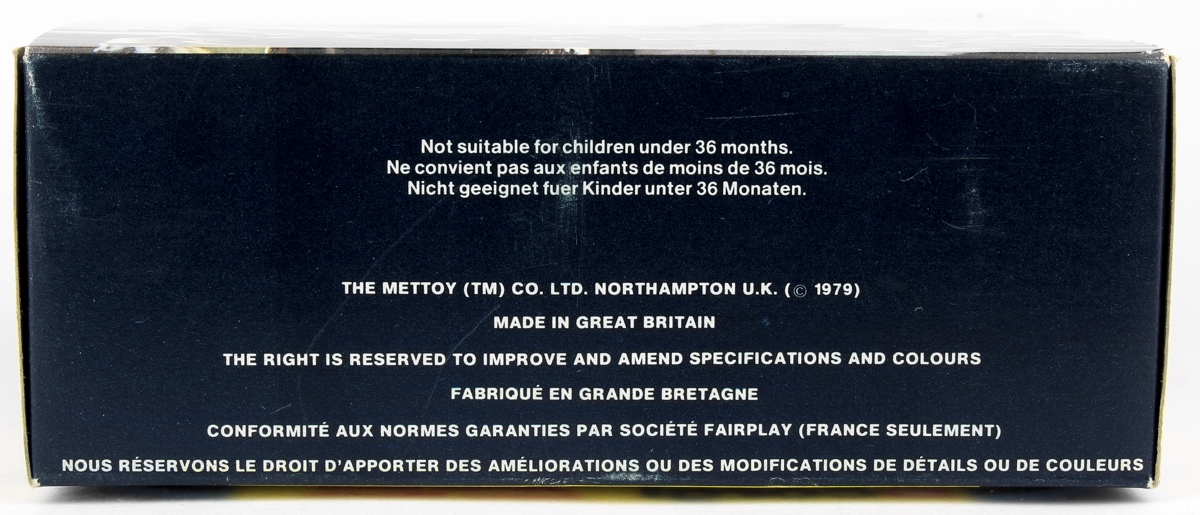 Not suitable for children under 36 months.
Ne convient pas aux enfants de moins de 36 mois.
Nicht geeignet fuer Kinder unter 36 Monaten.
THE METTOY (TM) CO. LTD. NORTHAMPTON U.K. (© 1979)
MADE IN GREAT BRITAIN
THE RIGHT IS RESERVED TO IMPROVE AND AMEND SPECIFICATIONS AND COLOURS
FABRIQUÉ EN GRANDE BRETAGNE
CONFORMITÉ AUX NORMES GARANTIES PAR SOCIÉTÉ FAIRPLAY (FRANCE SEULEMENT)
NOUS RÉSERVONS LE DROIT D'APPORTER DES AMÉLIORATIONS OU DES MODIFICATIONS DE DÉTAILS OU DE COULEURS